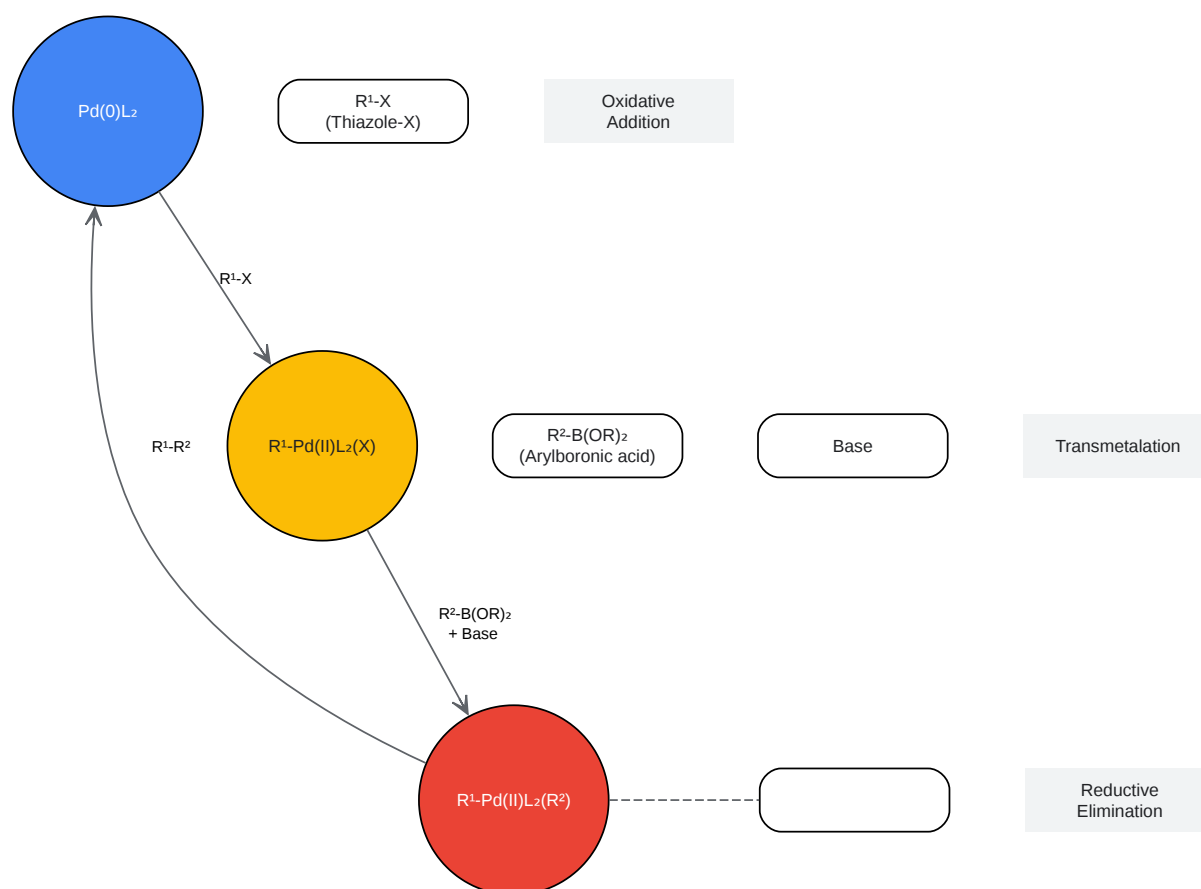 Pd(0)L₂
R¹-X
(Thiazole-X)
Oxidative
Addition
R¹-X
R¹-R²
R¹-Pd(II)L₂(X)
R²-B(OR)₂
(Arylboronic acid)
Base
Transmetalation
R²-B(OR)₂
+ Base
R¹-Pd(II)L₂(R²)
Reductive
Elimination